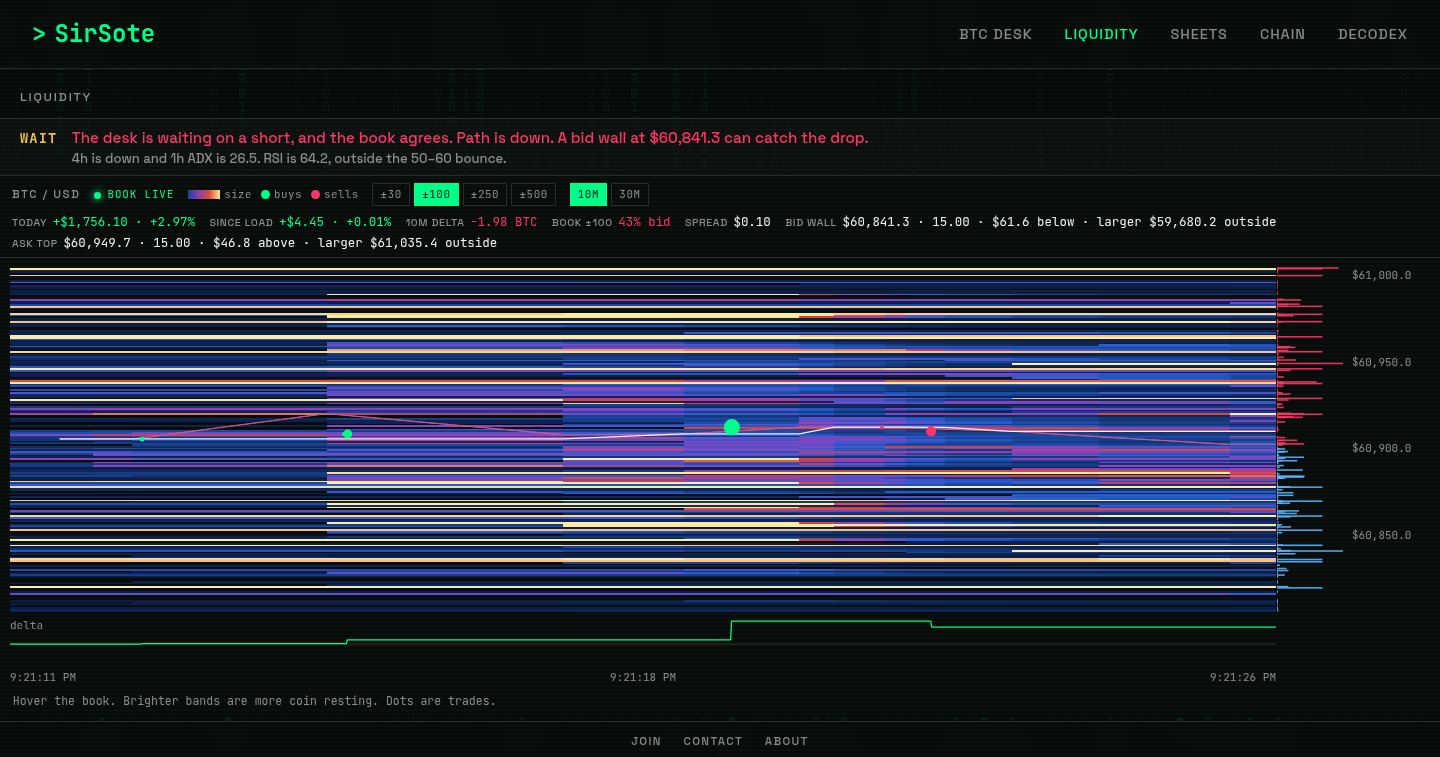 > SirSote
BTC DESK LIQUIDITY SHEETS CHAIN DECODEX
LIQUIDITY
WAIT The desk is waiting on a short, and the book agrees. Path is down. A bid wall at $60,841.3 can catch the drop.
4h is down and 1h ADX is 26.5. RSI is 64.2, outside the 50–60 bounce.
BTC / USD BOOK LIVE size buys sells ±30 ±100 ±250 ±500 10M 30M
TODAY +$1,756.10 · +2.97% SINCE LOAD +$4.45 · +0.01% 10M DELTA -1.98 BTC BOOK ±100 43% bid SPREAD $0.10 BID WALL $60,841.3 · 15.00 · $61.6 below · larger $59,680.2 outside
ASK TOP $60,949.7 · 15.00 · $46.8 above · larger $61,035.4 outside
$61,000.0
$60,950.0
$60,900.0
$60,850.0
delta
9:21:11 PM 9:21:18 PM 9:21:26 PM
Hover the book. Brighter bands are more coin resting. Dots are trades.
JOIN CONTACT ABOUT